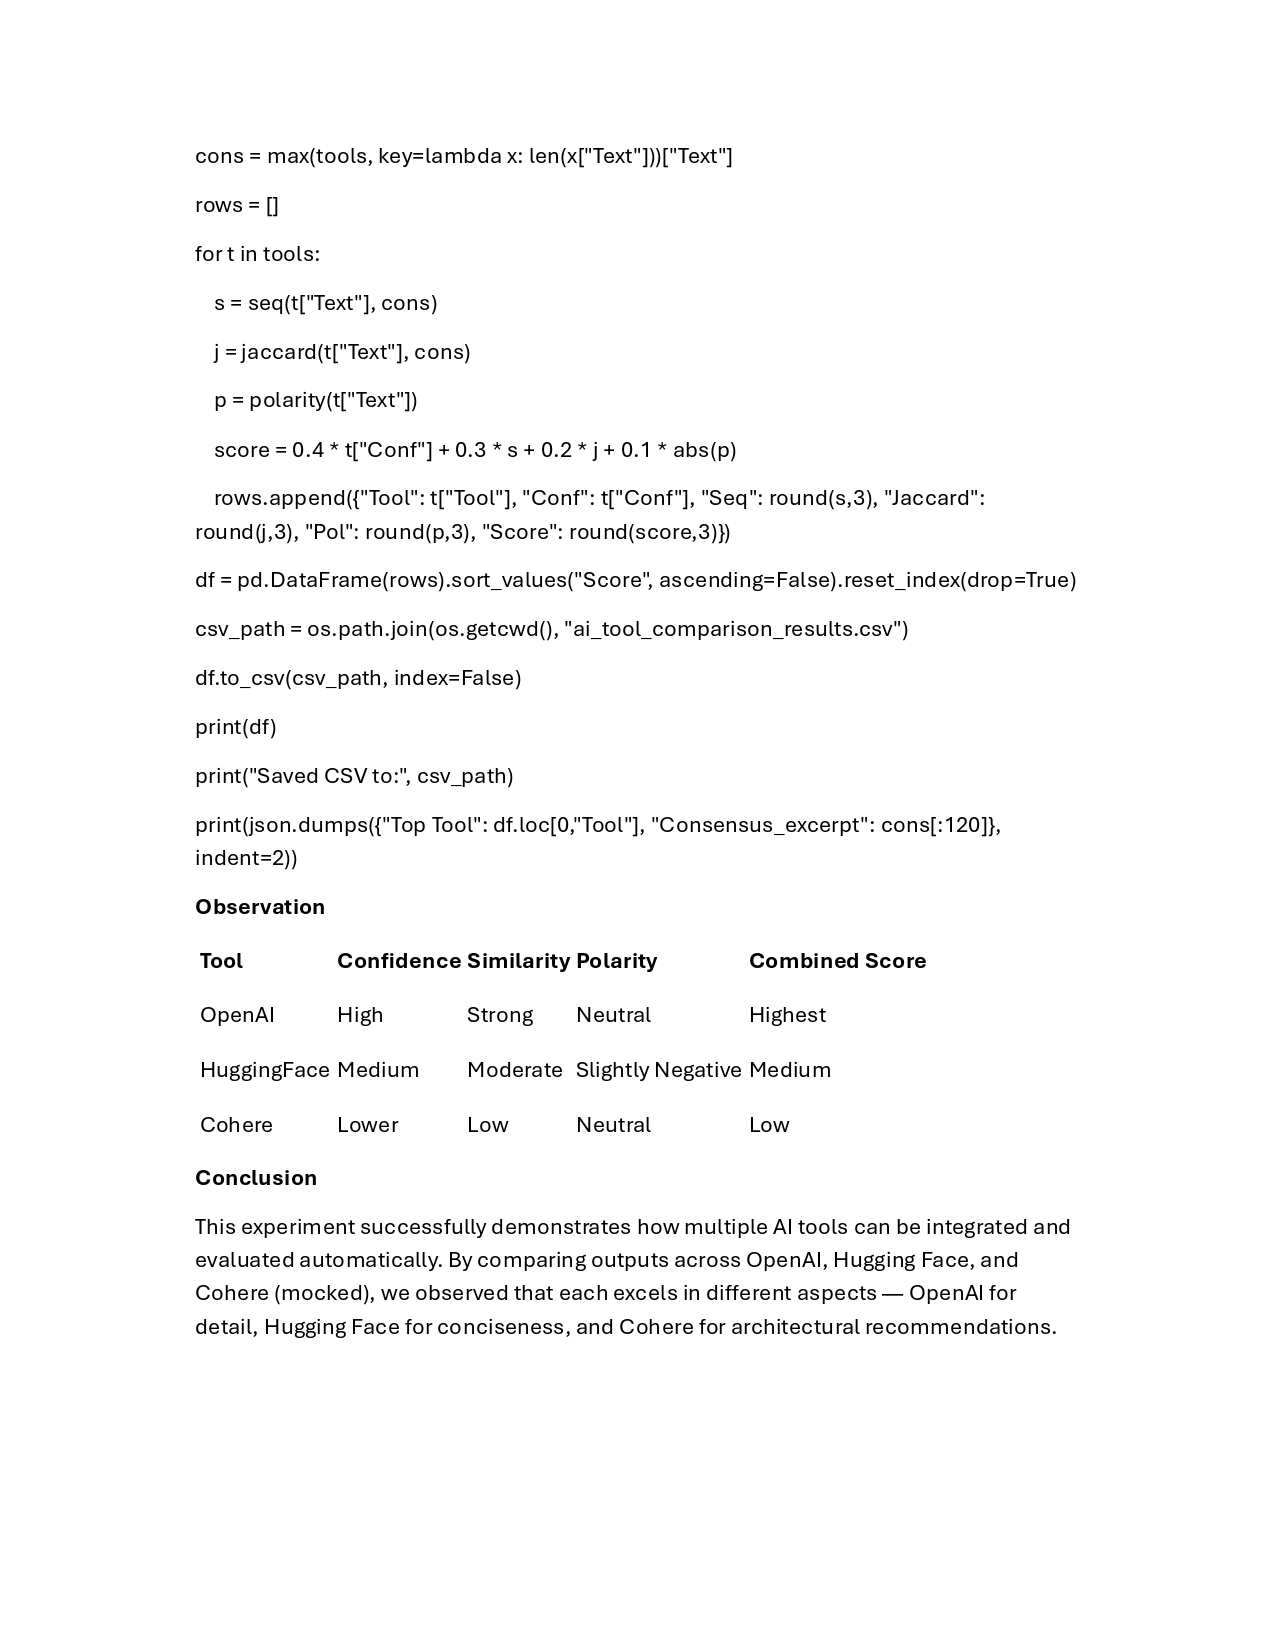 cons = max(tools, key=lambda x: len(x["Text"]))["Text"]
rows = []
for t in tools:
s = seq(t["Text"], cons)
j = jaccard(t["Text"], cons)
p = polarity(t["Text"])
score = 0.4 * t["Conf"] + 0.3 * s + 0.2 * j + 0.1 * abs(p)
rows.append({"Tool": t["Tool"], "Conf": t["Conf"], "Seq": round(s,3), "Jaccard":
round(j,3), "Pol": round(p,3), "Score": round(score,3)})
df = pd.DataFrame(rows).sort_values("Score", ascending=False).reset_index(drop=True)
csv_path = os.path.join(os.getcwd(), "ai_tool_comparison_results.csv")
df.to_csv(csv_path, index=False)
print(df)
print("Saved CSV to:", csv_path)
print(json.dumps({"Top Tool": df.loc[0,"Tool"], "Consensus_excerpt": cons[:120]},
indent=2))
Observation
Tool Confidence Similarity Polarity Combined Score
OpenAI High Strong Neutral Highest
HuggingFace Medium Moderate Slightly Negative Medium
Cohere Lower Low Neutral Low
Conclusion
This experiment successfully demonstrates how multiple AI tools can be integrated and
evaluated automatically. By comparing outputs across OpenAI, Hugging Face, and
Cohere (mocked), we observed that each excels in different aspects — OpenAI for
detail, Hugging Face for conciseness, and Cohere for architectural recommendations.